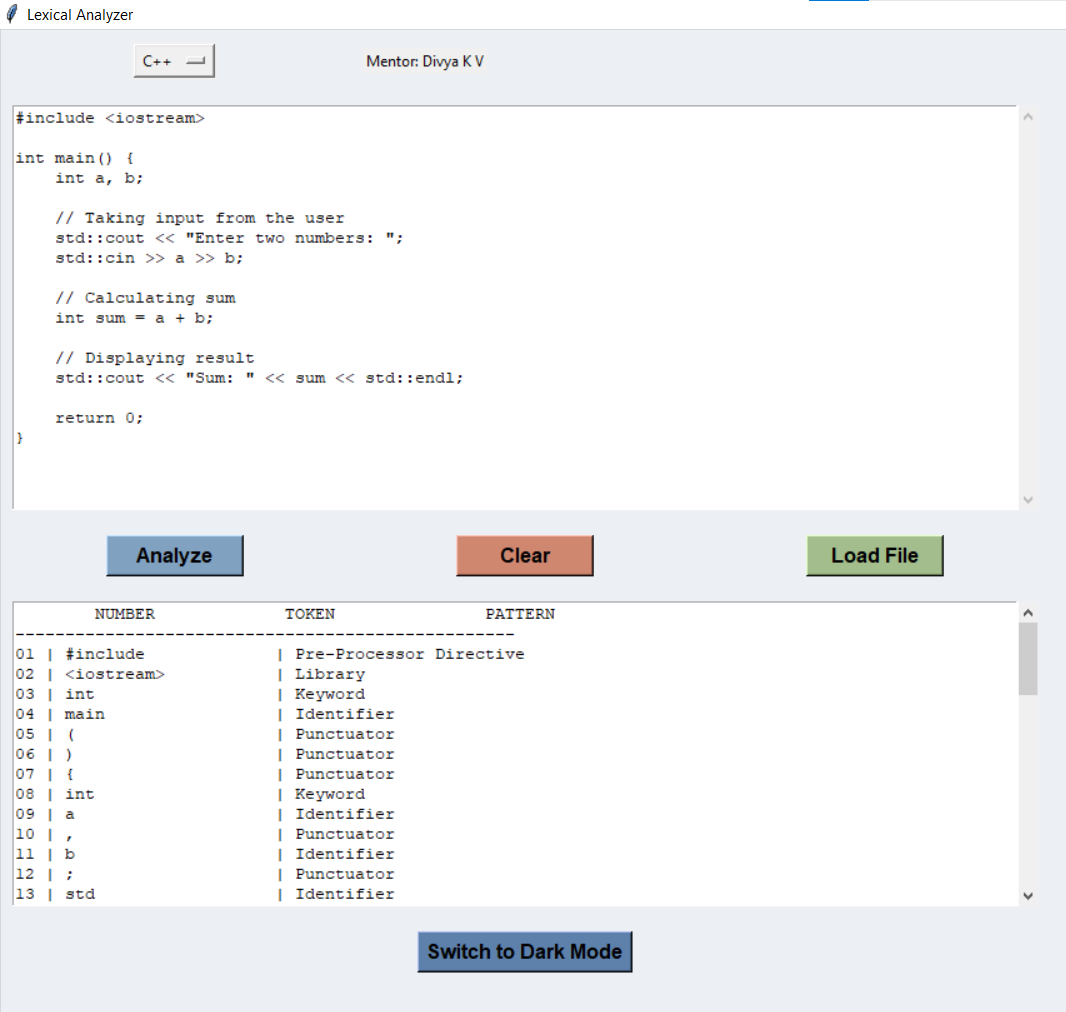 Lexical Analyzer
C++ Mentor: Divya K V
#include <iostream>

int main() {
    int a, b;

    // Taking input from the user
    std::cout << "Enter two numbers: ";
    std::cin >> a >> b;

    // Calculating sum
    int sum = a + b;

    // Displaying result
    std::cout << "Sum: " << sum << std::endl;

    return 0;
}
Analyze Clear Load File
        NUMBER             TOKEN               PATTERN
--------------------------------------------------
01 | #include             | Pre-Processor Directive
02 | <iostream>           | Library
03 | int                  | Keyword
04 | main                 | Identifier
05 | (                    | Punctuator
06 | )                    | Punctuator
07 | {                    | Punctuator
08 | int                  | Keyword
09 | a                    | Identifier
10 | ,                    | Punctuator
11 | b                    | Identifier
12 | ;                    | Punctuator
13 | std                  | Identifier
Switch to Dark Mode